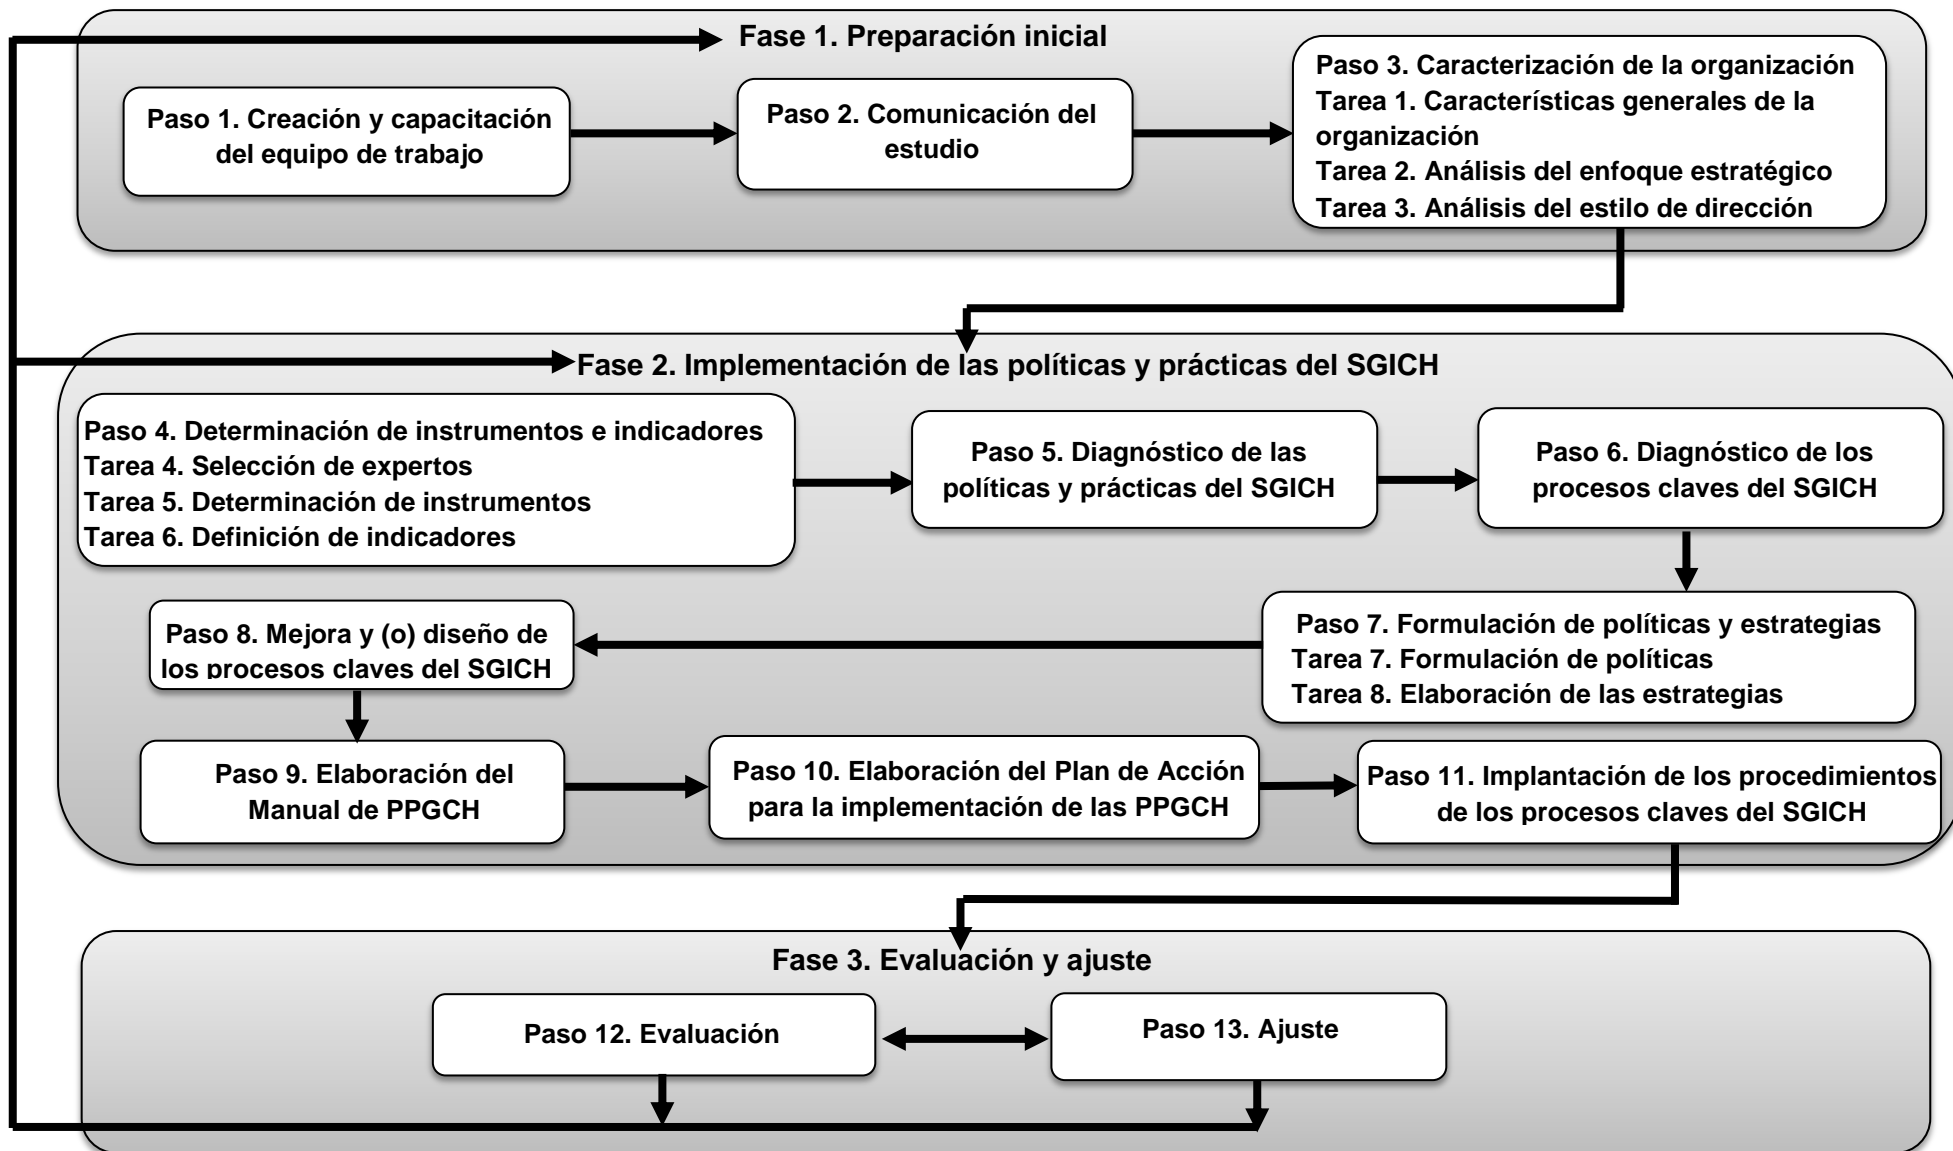 Fase 1. Preparación inicial
Paso 1. Creación y capacitación
del equipo de trabajo
Paso 2. Comunicación del
estudio
Paso 3. Caracterización de la organización
Tarea 1. Características generales de la
organización
Tarea 2. Análisis del enfoque estratégico
Tarea 3. Análisis del estilo de dirección
Fase 2. Implementación de las políticas y prácticas del SGICH
Paso 4. Determinación de instrumentos e indicadores
Tarea 4. Selección de expertos
Tarea 5. Determinación de instrumentos
Tarea 6. Definición de indicadores
Paso 5. Diagnóstico de las
políticas y prácticas del SGICH
Paso 6. Diagnóstico de los
procesos claves del SGICH
Paso 7. Formulación de políticas y estrategias
Tarea 7. Formulación de políticas
Tarea 8. Elaboración de las estrategias
Paso 8. Mejora y (o) diseño de
los procesos claves del SGICH
Paso 9. Elaboración del
Manual de PPGCH
Paso 10. Elaboración del Plan de Acción
para la implementación de las PPGCH
Paso 11. Implantación de los procedimientos
de los procesos claves del SGICH
Fase 3. Evaluación y ajuste
Paso 12. Evaluación
Paso 13. Ajuste